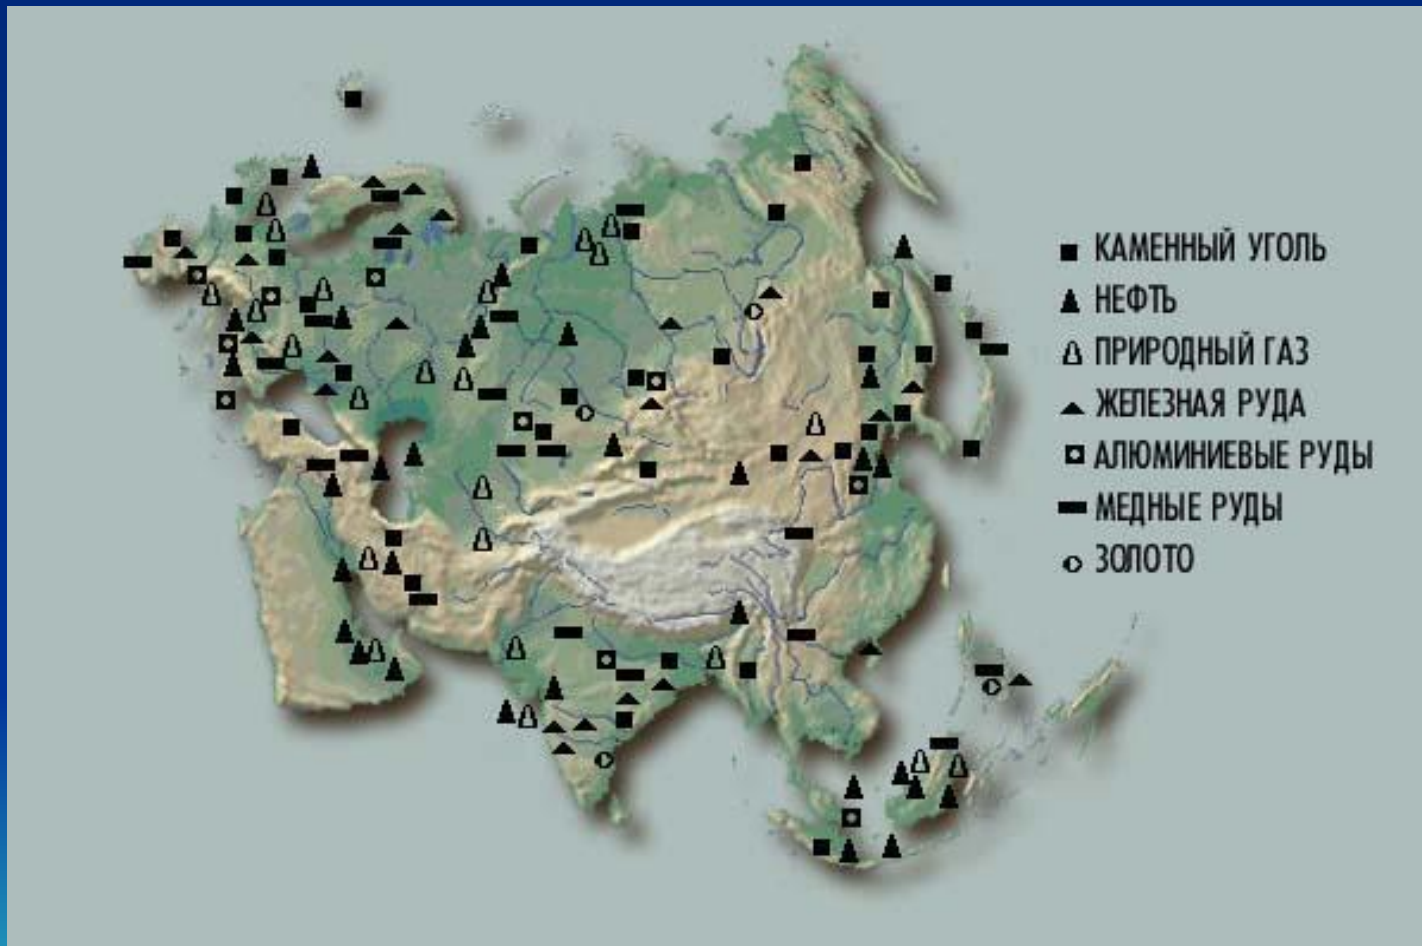 КАМЕННЫЙ УГОЛЬ
НЕФТЬ
ПРИРОДНЫЙ ГАЗ
ЖЕЛЕЗНАЯ РУДА
АЛЮМИНИЕВЫЕ РУДЫ
МЕДНЫЕ РУДЫ
ЗОЛОТО